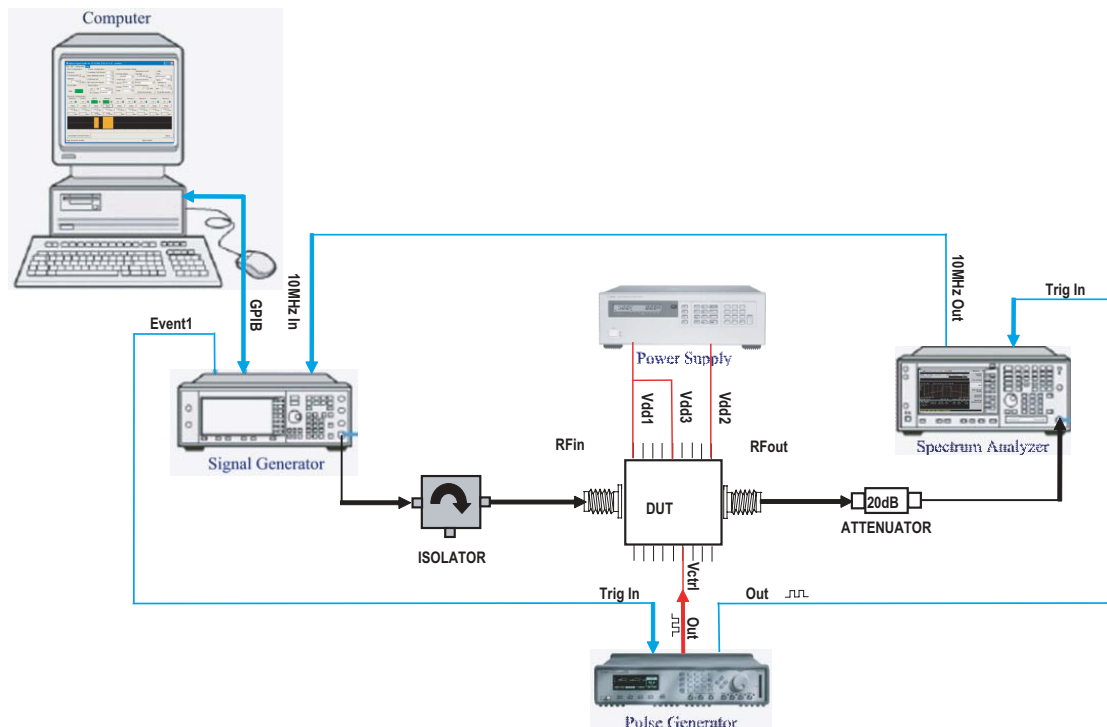 Computer
GPIB
10MHz In
10MHz Out
Trig In
Event1
Power Supply
Vdd1
Vdd3
Vdd2
Signal Generator
RFin
RFout
Spectrum Analyzer
DUT
20dB
ATTENUATOR
ISOLATOR
Vctrl
Trig In
Out
Out
Pulse Generator